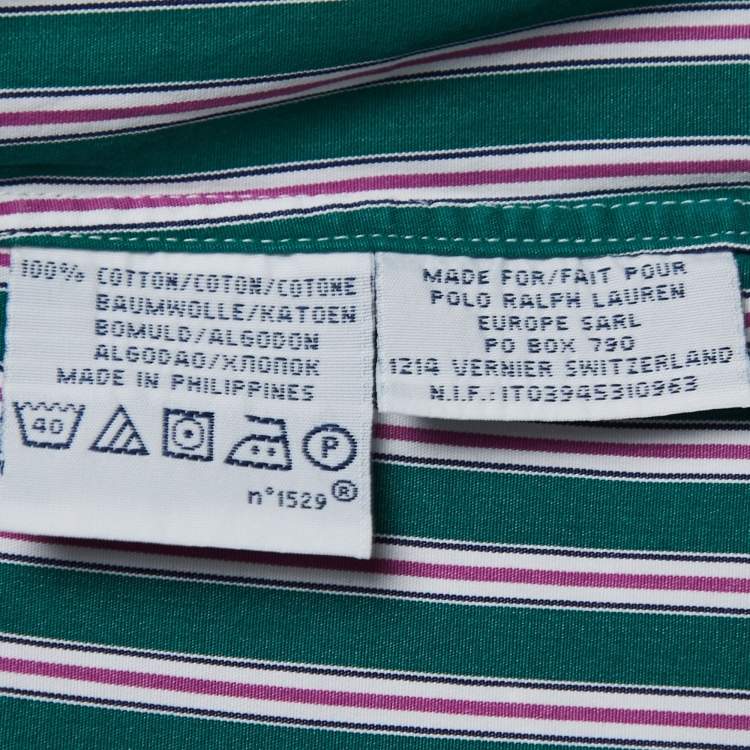 100% COTTON/COTON/COTONE
BAUMWOLLE/KATOEN
BOMULD/ALGODON
ALGODAO/ХЛОПОК
MADE IN PHILIPPINES
40
P
n°1529 ®
MADE FOR/FAIT POUR
POLO RALPH LAUREN
EUROPE SARL
PO BOX 790
1214 VERNIER SWITZERLAND
N.I.F.: IT03945310963